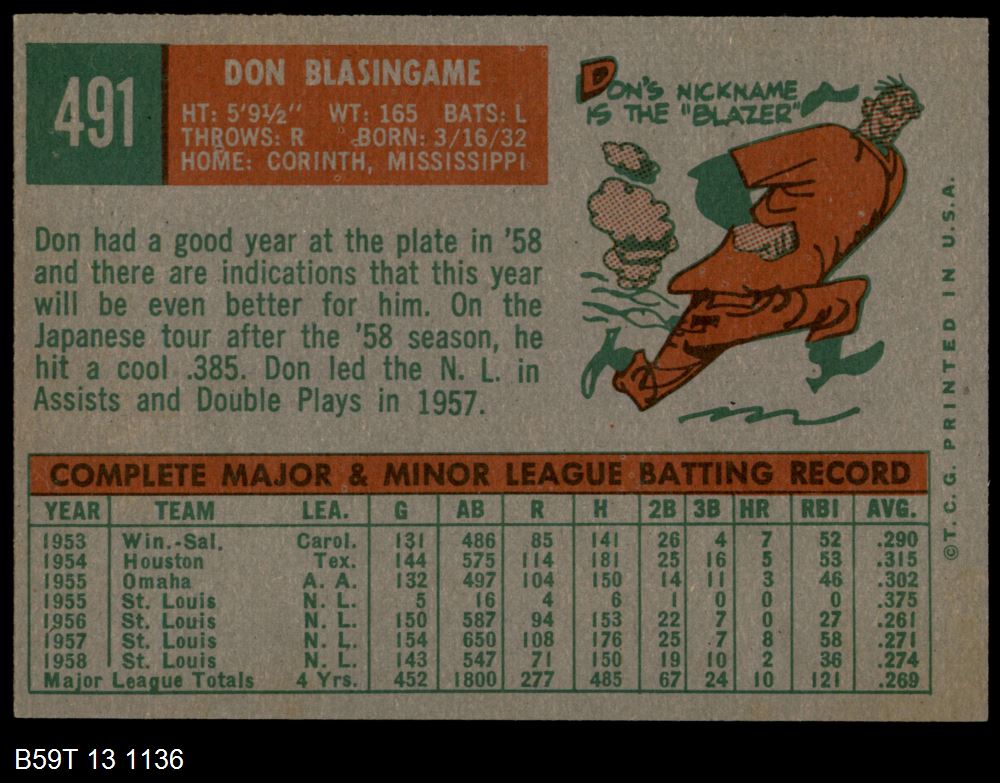 491
DON BLASINGAME
HT: 5'9½" WT: 165 BATS: L
THROWS: R BORN: 3/16/32
HOME: CORINTH, MISSISSIPPI
DON'S NICKNAME
IS THE "BLAZER"
Don had a good year at the plate in '58
and there are indications that this year
will be even better for him. On the
Japanese tour after the '58 season, he
hit a cool .385. Don led the N. L. in
Assists and Double Plays in 1957.
COMPLETE MAJOR & MINOR LEAGUE BATTING RECORD
YEAR TEAM LEA. G AB R H 2B 3B HR RBI AVG.
1953 Win.-Sal. Carol. 131 486 85 141 26 4 7 52 .290
1954 Houston Tex. 144 575 114 181 25 16 5 53 .315
1955 Omaha A. A. 132 497 104 150 14 11 3 46 .302
1955 St. Louis N. L. 5 16 4 6 1 0 0 0 .375
1956 St. Louis N. L. 150 587 94 153 22 7 0 27 .261
1957 St. Louis N. L. 154 650 108 176 25 7 8 58 .271
1958 St. Louis N. L. 143 547 71 150 19 10 2 36 .274
Major League Totals 4 Yrs. 452 1800 277 485 67 24 10 121 .269
©T.C.G. PRINTED IN U.S.A.
B59T 13 1136